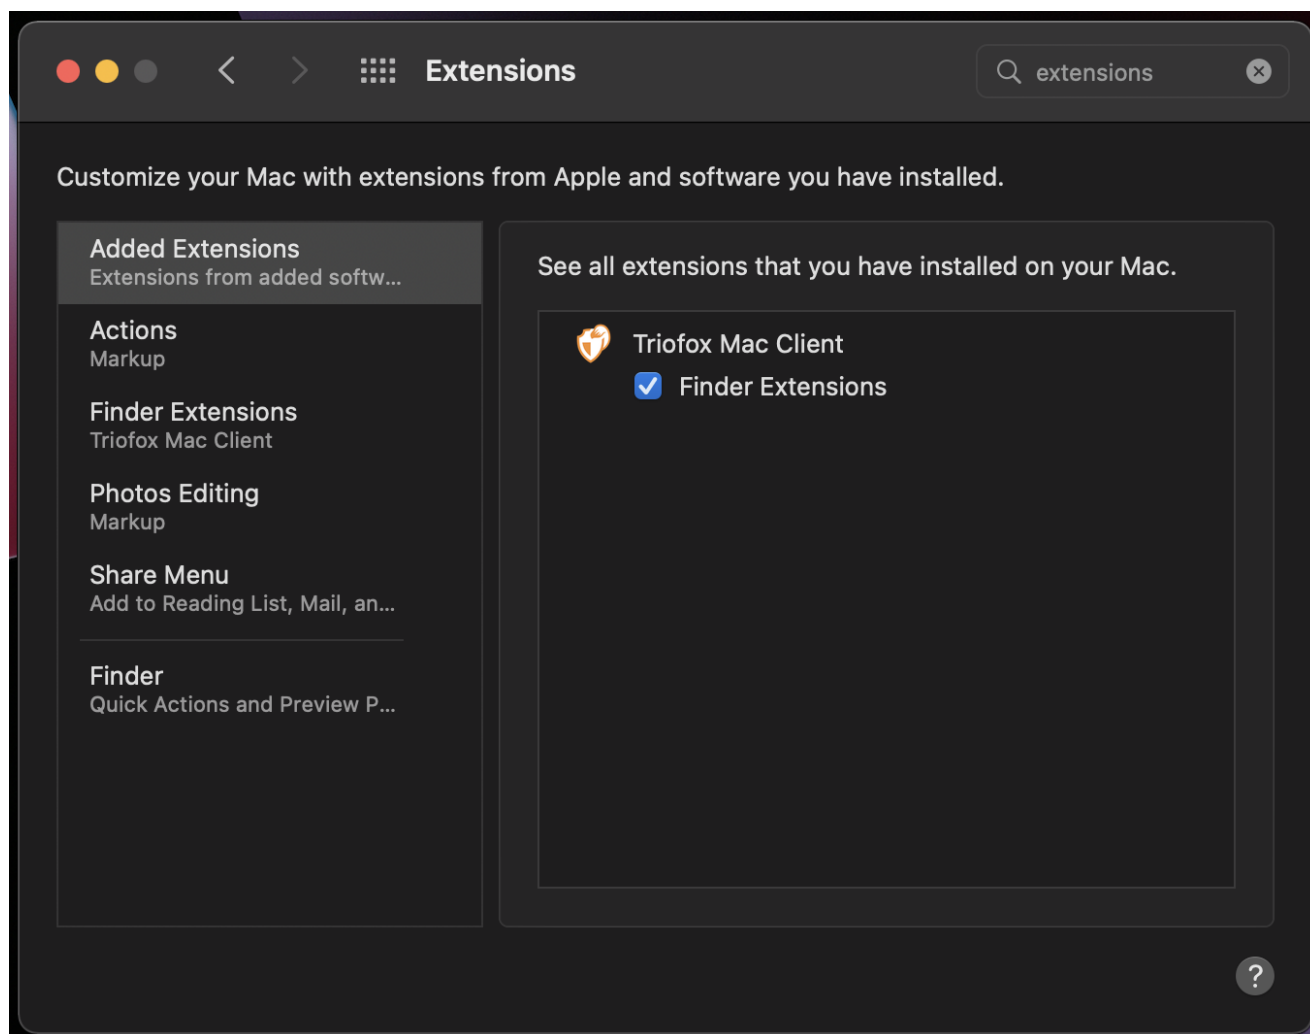 Extensions
extensions
Customize your Mac with extensions from Apple and software you have installed.
Added Extensions
Extensions from added softw...
Actions
Markup
Finder Extensions
Triofox Mac Client
Photos Editing
Markup
Share Menu
Add to Reading List, Mail, an...
Finder
Quick Actions and Preview P...
See all extensions that you have installed on your Mac.
Triofox Mac Client
Finder Extensions
?